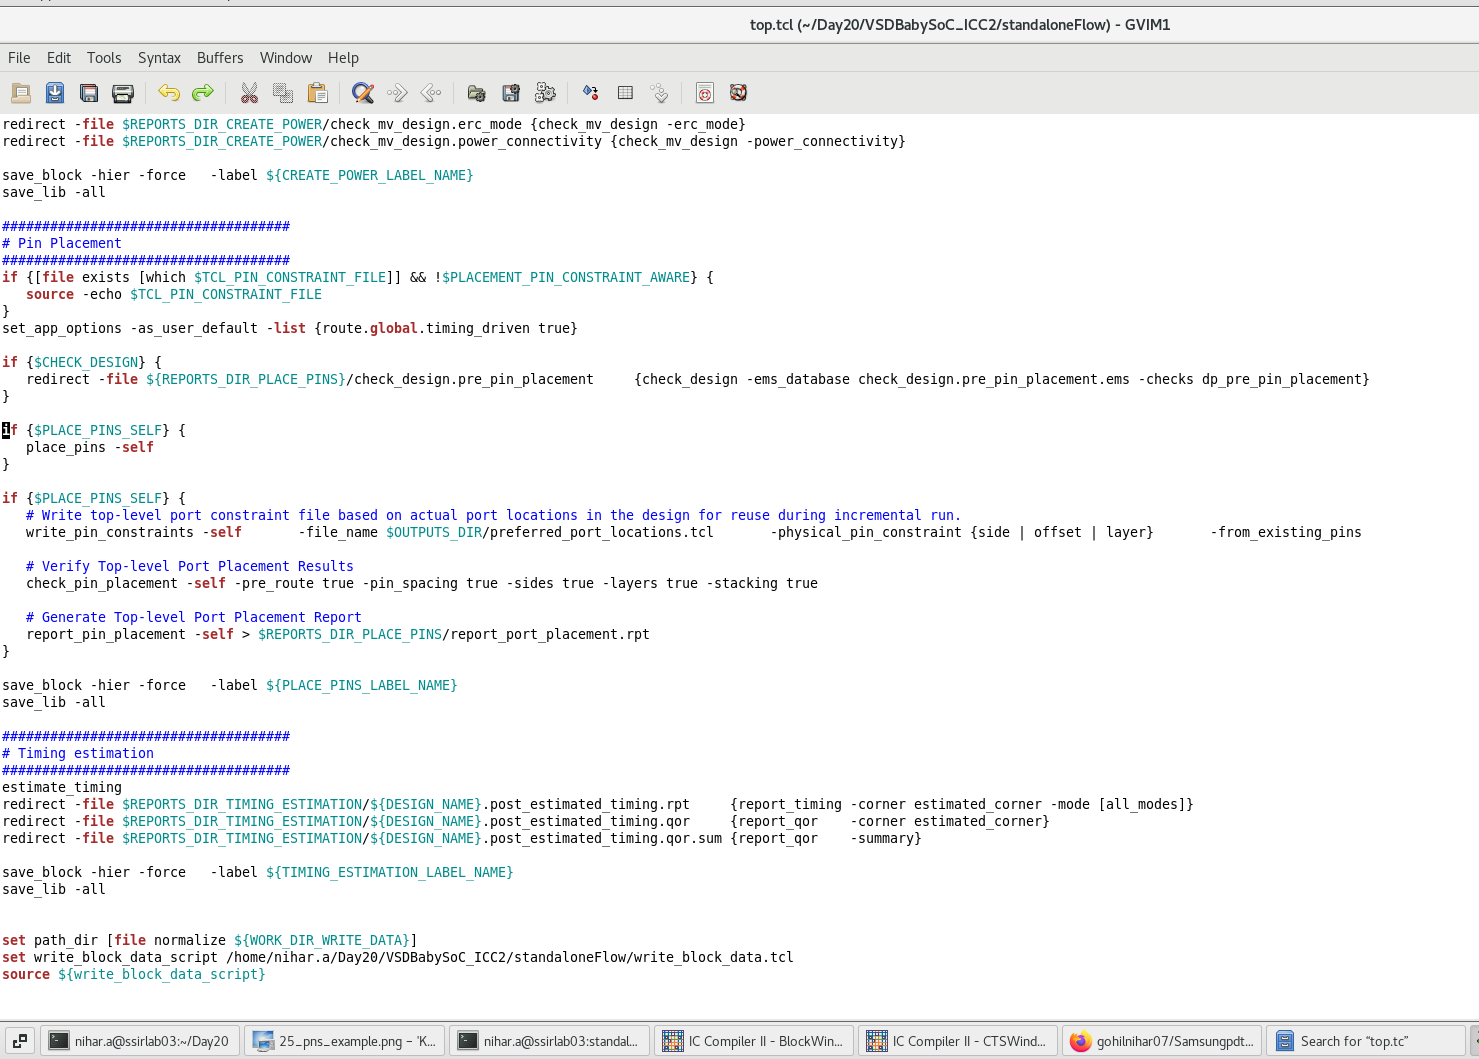 top.tcl (~/Day20/VSDBabySoC_ICC2/standaloneFlow) - GVIM1
File Edit Tools Syntax Buffers Window Help
redirect -file $REPORTS_DIR_CREATE_POWER/check_mv_design.erc_mode {check_mv_design -erc_mode}
redirect -file $REPORTS_DIR_CREATE_POWER/check_mv_design.power_connectivity {check_mv_design -power_connectivity}
save_block -hier -force   -label ${CREATE_POWER_LABEL_NAME}
save_lib -all
####################################
# Pin Placement
####################################
if {[file exists [which $TCL_PIN_CONSTRAINT_FILE]] && !$PLACEMENT_PIN_CONSTRAINT_AWARE} {
   source -echo $TCL_PIN_CONSTRAINT_FILE
}
set_app_options -as_user_default -list {route.global.timing_driven true}
if {$CHECK_DESIGN} {
   redirect -file ${REPORTS_DIR_PLACE_PINS}/check_design.pre_pin_placement     {check_design -ems_database check_design.pre_pin_placement.ems -checks dp_pre_pin_placement}
}
if {$PLACE_PINS_SELF} {
   place_pins -self
}
if {$PLACE_PINS_SELF} {
   # Write top-level port constraint file based on actual port locations in the design for reuse during incremental run.
   write_pin_constraints -self       -file_name $OUTPUTS_DIR/preferred_port_locations.tcl       -physical_pin_constraint {side | offset | layer}       -from_existing_pins
   # Verify Top-level Port Placement Results
   check_pin_placement -self -pre_route true -pin_spacing true -sides true -layers true -stacking true
   # Generate Top-level Port Placement Report
   report_pin_placement -self > $REPORTS_DIR_PLACE_PINS/report_port_placement.rpt
}
save_block -hier -force   -label ${PLACE_PINS_LABEL_NAME}
save_lib -all
####################################
# Timing estimation
####################################
estimate_timing
redirect -file $REPORTS_DIR_TIMING_ESTIMATION/${DESIGN_NAME}.post_estimated_timing.rpt     {report_timing -corner estimated_corner -mode [all_modes]}
redirect -file $REPORTS_DIR_TIMING_ESTIMATION/${DESIGN_NAME}.post_estimated_timing.qor     {report_qor    -corner estimated_corner}
redirect -file $REPORTS_DIR_TIMING_ESTIMATION/${DESIGN_NAME}.post_estimated_timing.qor.sum {report_qor    -summary}
save_block -hier -force   -label ${TIMING_ESTIMATION_LABEL_NAME}
save_lib -all
set path_dir [file normalize ${WORK_DIR_WRITE_DATA}]
set write_block_data_script /home/nihar.a/Day20/VSDBabySoC_ICC2/standaloneFlow/write_block_data.tcl
source ${write_block_data_script}
nihar.a@ssirlab03:~/Day20 25_pns_example.png – 'K... nihar.a@ssirlab03:standal... IC Compiler II - BlockWin... IC Compiler II - CTSWind... gohilnihar07/Samsungpdt... Search for “top.tc”